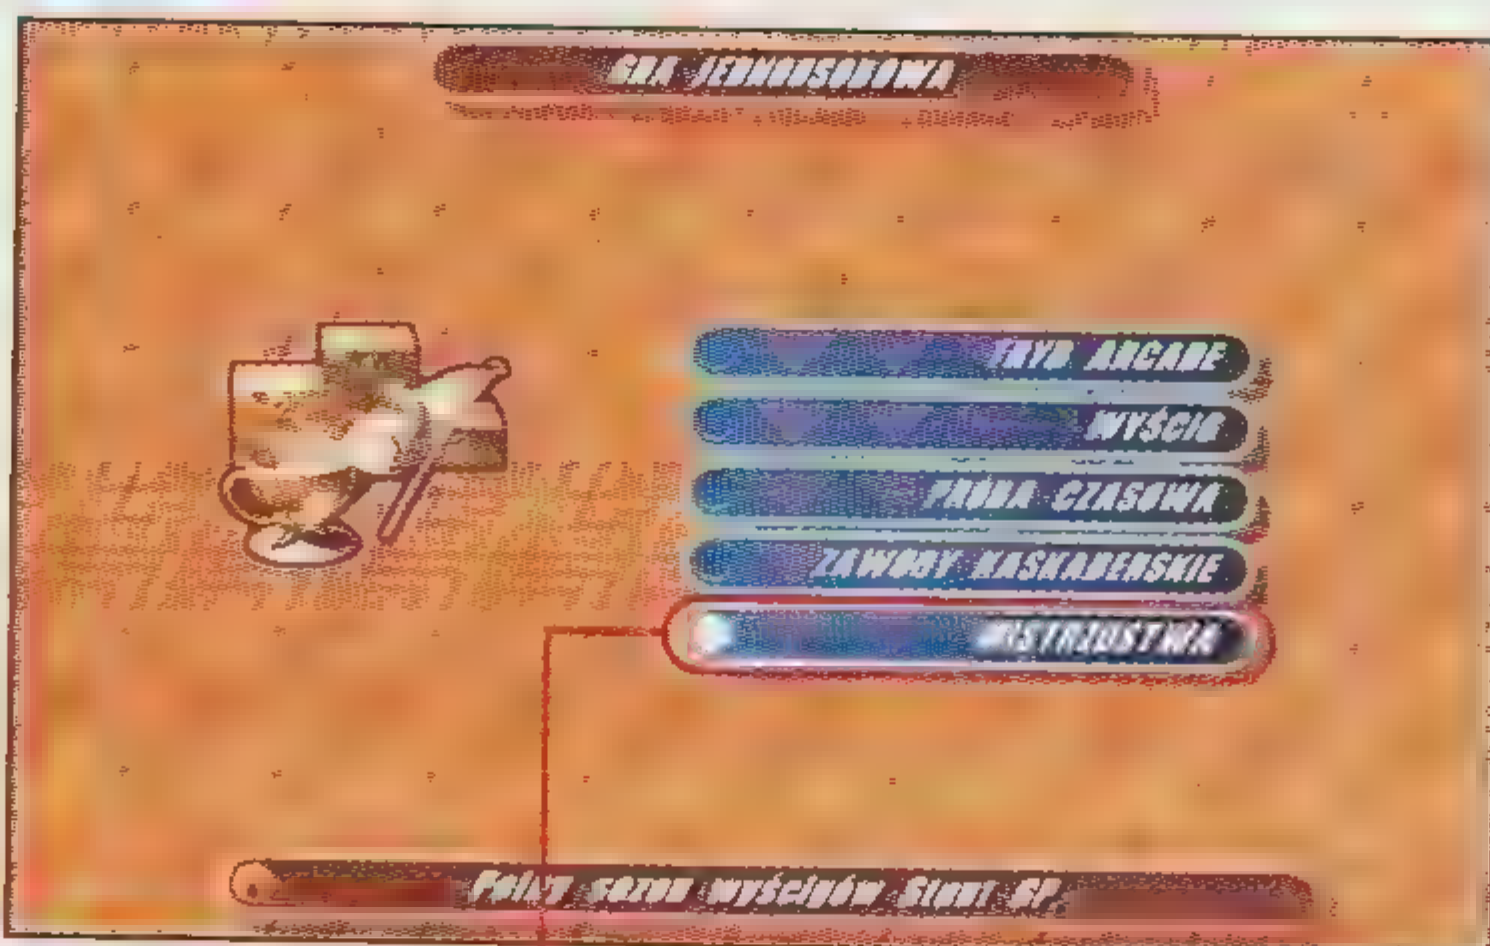 GRA JEDNOOSOBOWA
TRYB ARCADE
WYŚCIG
PRÓBA CZASOWA
ZAWODY KASKADERSKIE
MISTRZOSTWA
Pełny sezon wyścigów Stunt GP.